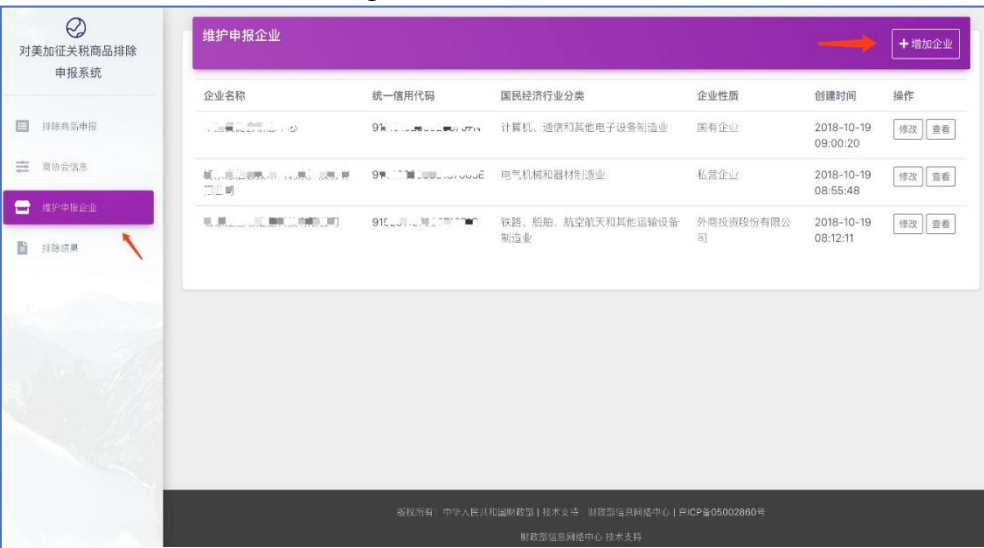 对美加征关税商品排除
申报系统
排除商品申报
商协会信息
维护申报企业
排除结果
维护申报企业
+增加企业
企业名称 统一信用代码 国民经济行业分类 企业性质 创建时间 操作
计算机、通信和其他电子设备制造业 国有企业 2018-10-19 修改 查看
09:00:20
电气机械和器材制造业 私营企业 2018-10-19 修改 查看
08:55:48
铁路、船舶、航空航天和其他运输设备 外商投资股份有限公 2018-10-19 修改 查看
制造业 司 08:12:11
版权所有：中华人民共和国财政部 | 技术支持：财政部信息网络中心 | 京ICP备05002860号
财政部信息网络中心 技术支持